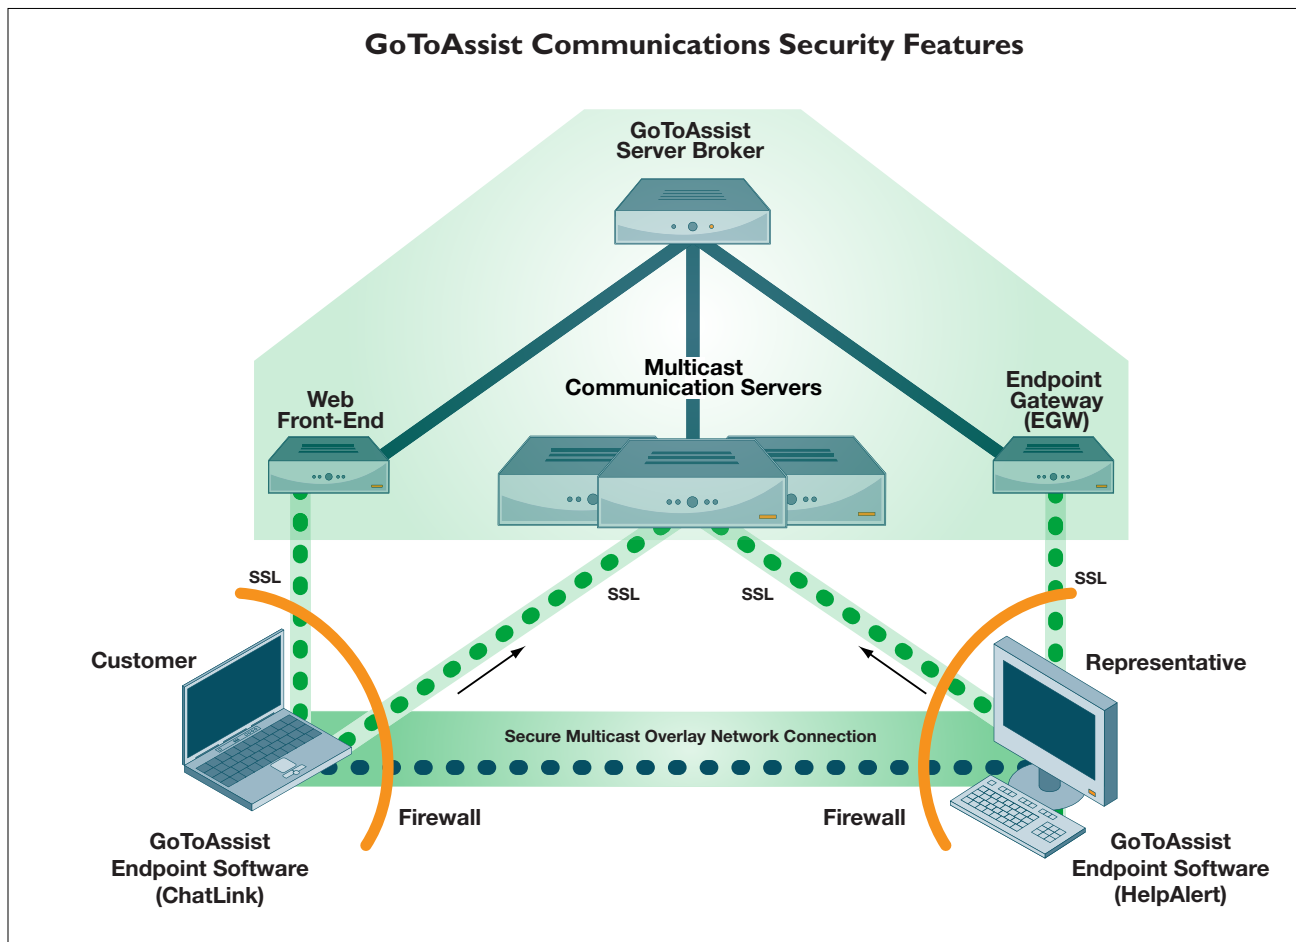 GoToAssist Communications Security Features
GoToAssist
Server Broker
Multicast
Communication Servers
Web
Front-End
Endpoint
Gateway
(EGW)
SSL
SSL
SSL
SSL
Customer
Representative
Secure Multicast Overlay Network Connection
Firewall
Firewall
GoToAssist
Endpoint Software
(ChatLink)
GoToAssist
Endpoint Software
(HelpAlert)